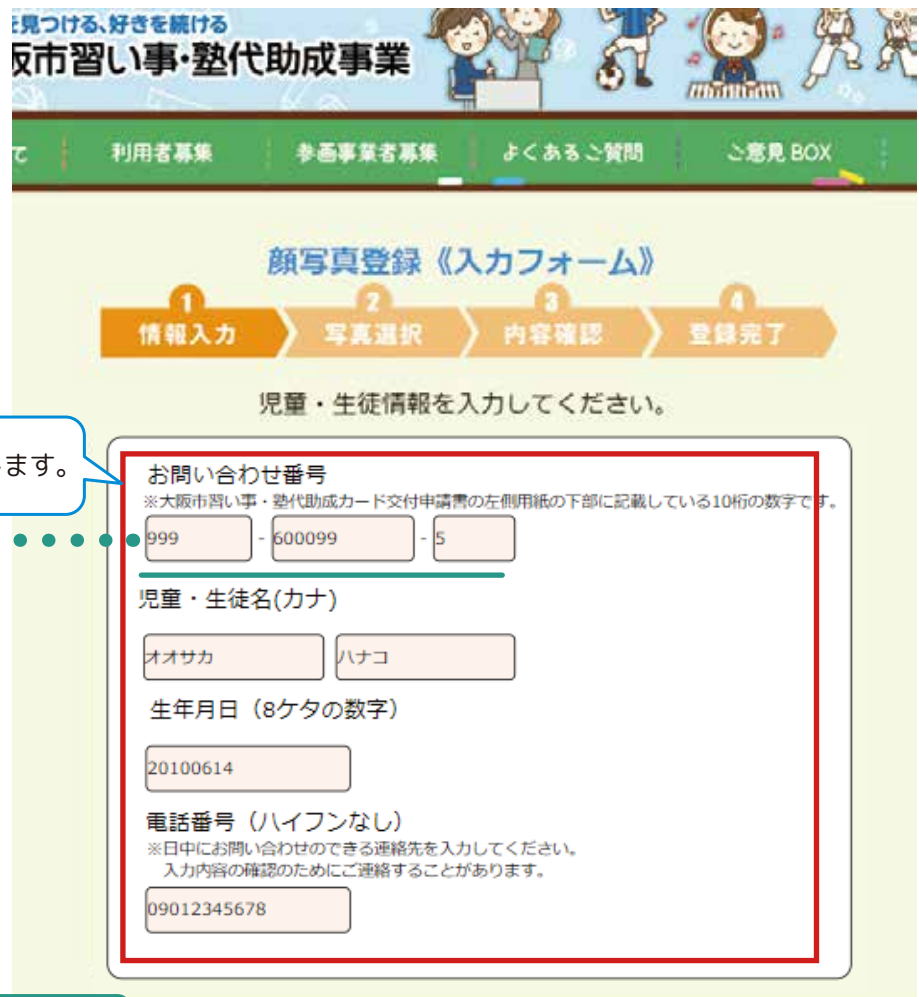 見つける、好きを続ける
阪市習い事・塾代助成事業
て
利用者募集
参画事業者募集
よくあるご質問
ご意見 BOX
顔写真登録《入力フォーム》
1
情報入力
2
写真選択
3
内容確認
4
登録完了
児童・生徒情報を入力してください。
ます。
お問い合わせ番号
※大阪市習い事・塾代助成カード交付申請書の左側用紙の下部に記載している10桁の数字です。
999 - 600099 - 5
児童・生徒名(カナ)
オオサカ ハナコ
生年月日（8ケタの数字）
20100614
電話番号（ハイフンなし）
※日中にお問い合わせのできる連絡先を入力してください。
入力内容の確認のためにご連絡することがあります。
09012345678